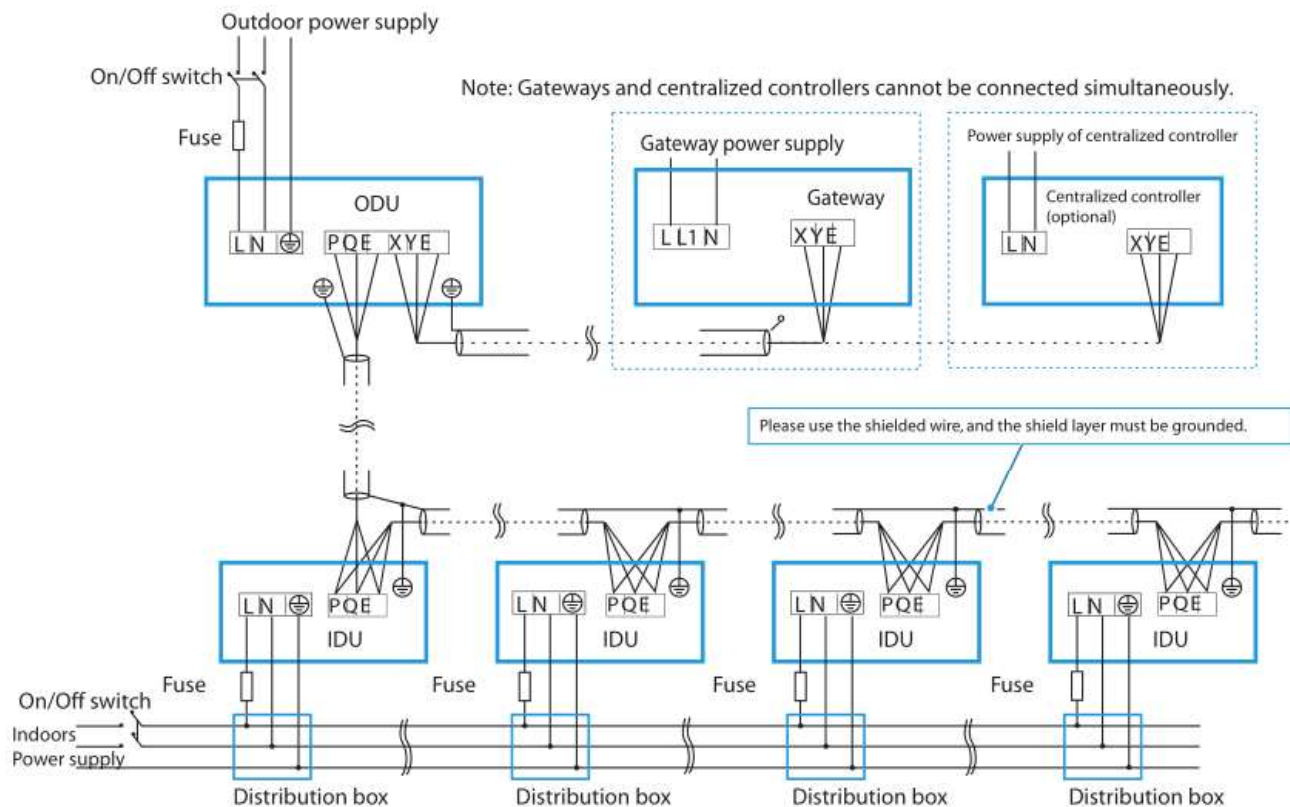 Outdoor power supply
On/Off switch
Note: Gateways and centralized controllers cannot be connected simultaneously.
Fuse
Gateway power supply
Power supply of centralized controller
ODU
Gateway
Centralized controller
(optional)
L N
P Q E
X Y E
L L1 N
X Y E
L N
X Y E
Please use the shielded wire, and the shield layer must be grounded.
L N
P Q E
IDU
L N
P Q E
IDU
L N
P Q E
IDU
L N
P Q E
IDU
Fuse
Fuse
Fuse
Fuse
On/Off switch
Indoors
Power supply
Distribution box
Distribution box
Distribution box
Distribution box